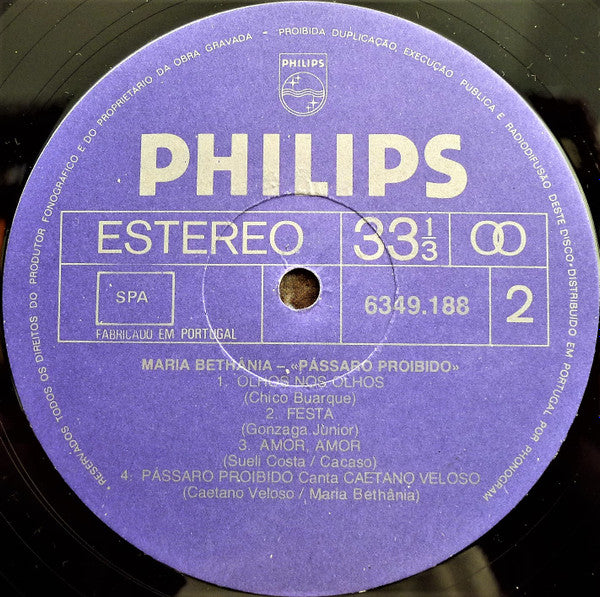 RESERVADOS TODOS OS DIREITOS DO PRODUTOR FONOGRÁFICO E DO PROPRIETÁRIO DA OBRA GRAVADA - PROIBIDA DUPLICAÇÃO, EXECUÇÃO PÚBLICA E RADIODIFUSÃO DESTE DISCO, DISTRIBUIDO EM PORTUGAL POR PHONOGRAM
PHILIPS
PHILIPS
ESTEREO 33 1/3
SPA 6349.188 2
FABRICADO EM PORTUGAL
MARIA BETHÂNIA – «PÁSSARO PROIBIDO»
1. OLHOS NOS OLHOS
(Chico Buarque)
2. FESTA
(Gonzaga Júnior)
3. AMOR, AMOR
(Sueli Costa / Cacaso)
4. PÁSSARO PROIBIDO Canta CAETANO VELOSO
(Caetano Veloso / Maria Bethânia)